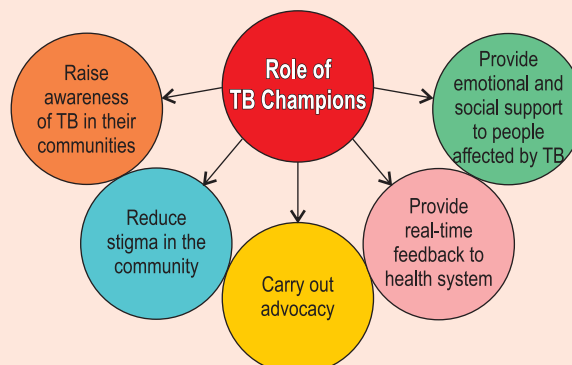 Role of
TB Champions
Raise
awareness
of TB in their
communities
Reduce
stigma in the
community
Carry out
advocacy
Provide
real-time
feedback to
health system
Provide
emotional and
social support
to people
affected by TB